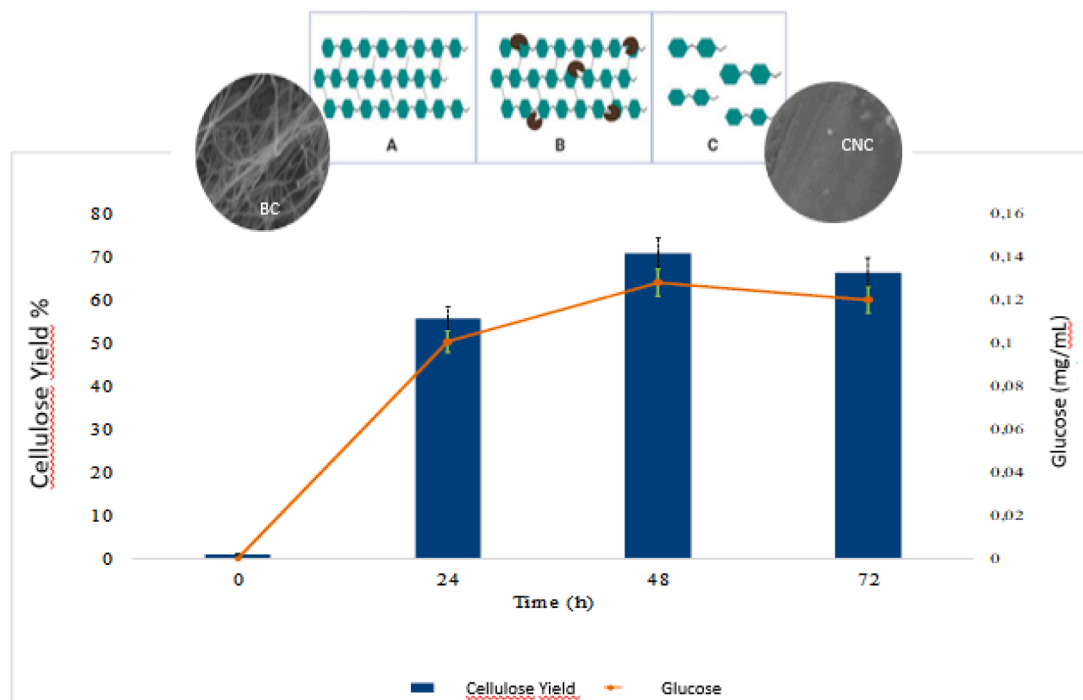 A
B
C
BC
CNC
Cellulose Yield %
80
70
60
50
40
30
20
10
0
0,16
0,14
0,12
0,1
0,08
0,06
0,04
0,02
0
Glucose (mg/mL)
0 24 48 72
Time (h)
Cellulose Yield Glucose